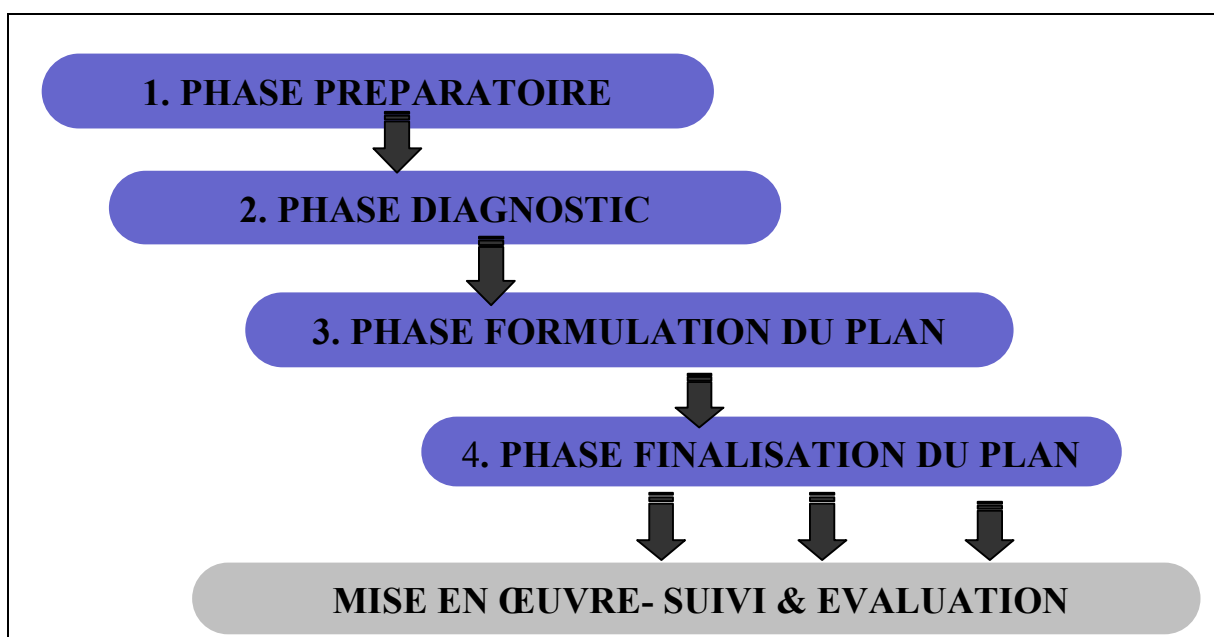 1. PHASE PREPARATOIRE
2. PHASE DIAGNOSTIC
3. PHASE FORMULATION DU PLAN
4. PHASE FINALISATION DU PLAN
MISE EN ŒUVRE- SUIVI & EVALUATION